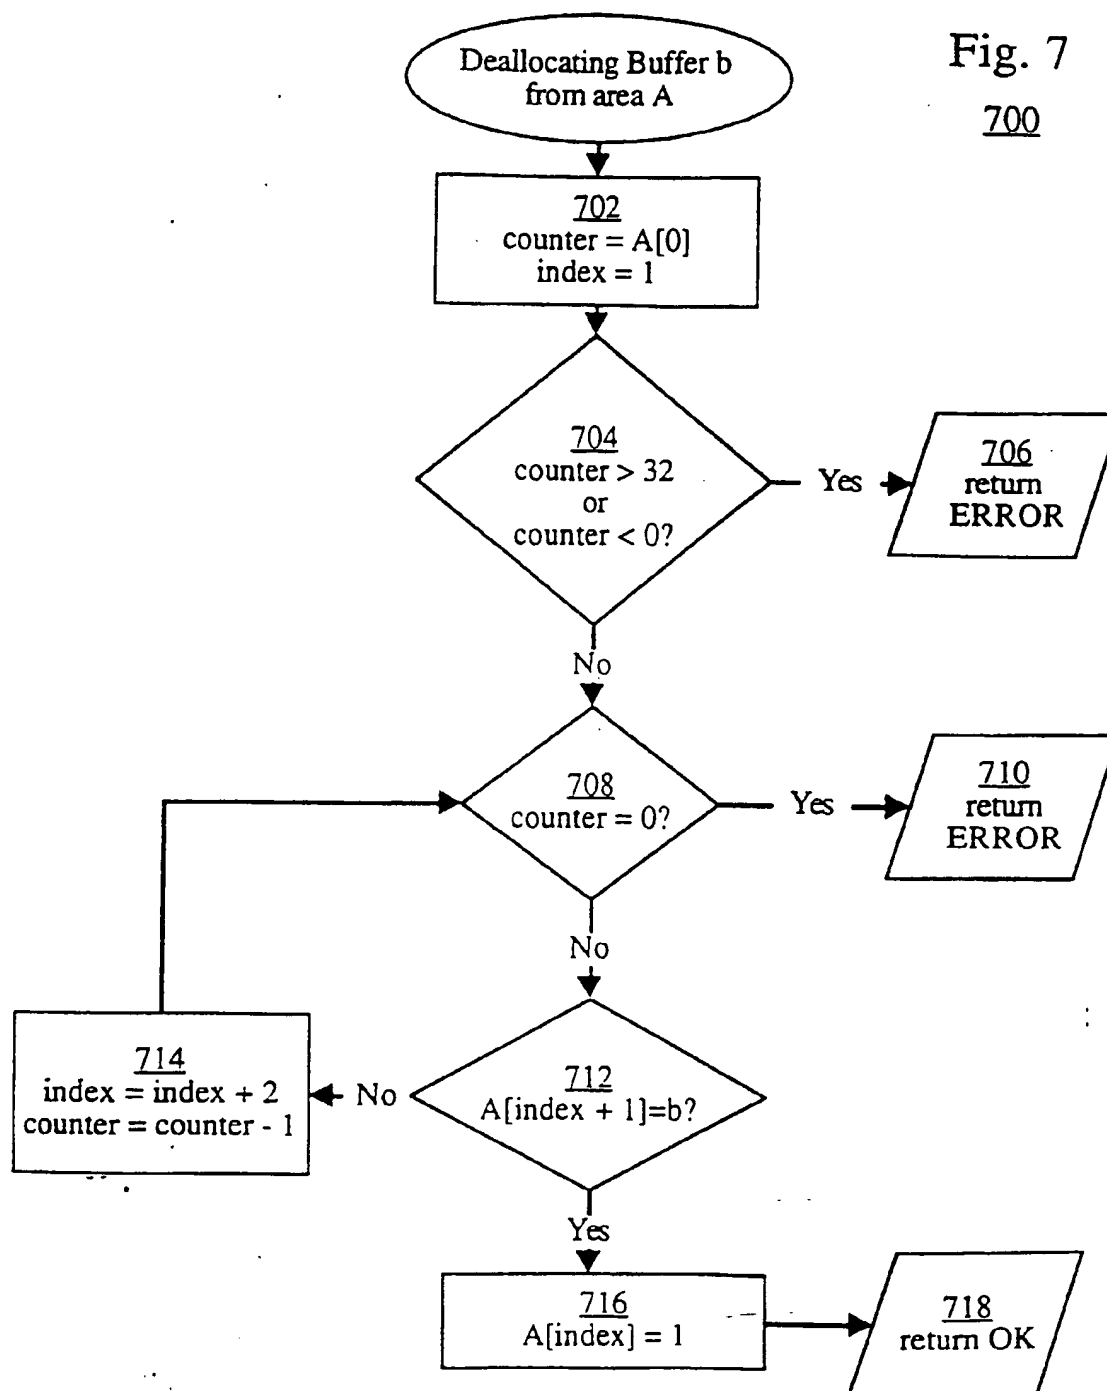 Fig. 7
700
Deallocating Buffer b
from area A
702
counter = A[0]
index = 1
704
counter > 32
or
counter < 0?
Yes
706
return
ERROR
No
708
counter = 0?
Yes
710
return
ERROR
No
712
A[index + 1]=b?
No
714
index = index + 2
counter = counter - 1
Yes
716
A[index] = 1
718
return OK